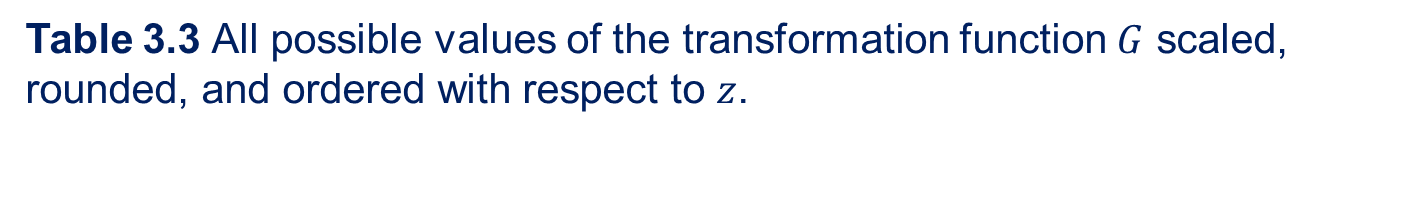 Table 3.3 All possible values of the transformation function G scaled,
rounded, and ordered with respect to z.